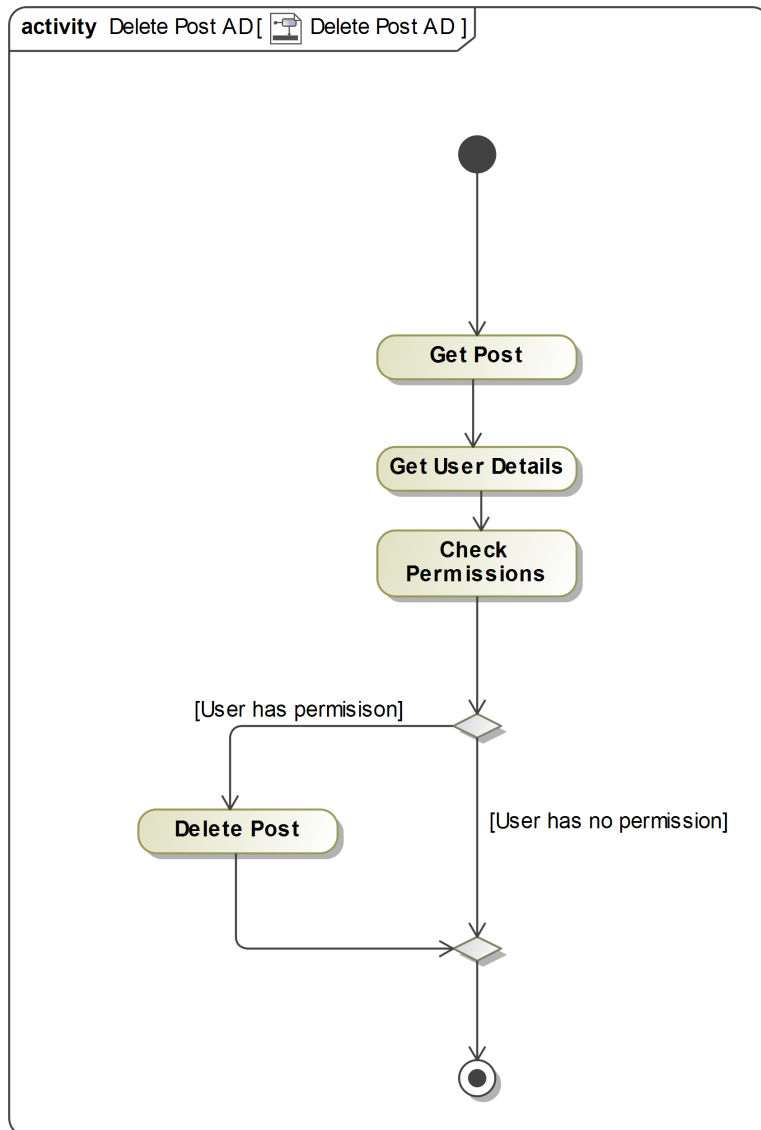 activity Delete Post AD[ Delete Post AD ]
Get Post
Get User Details
Check
Permissions
[User has permisison]
Delete Post
[User has no permission]